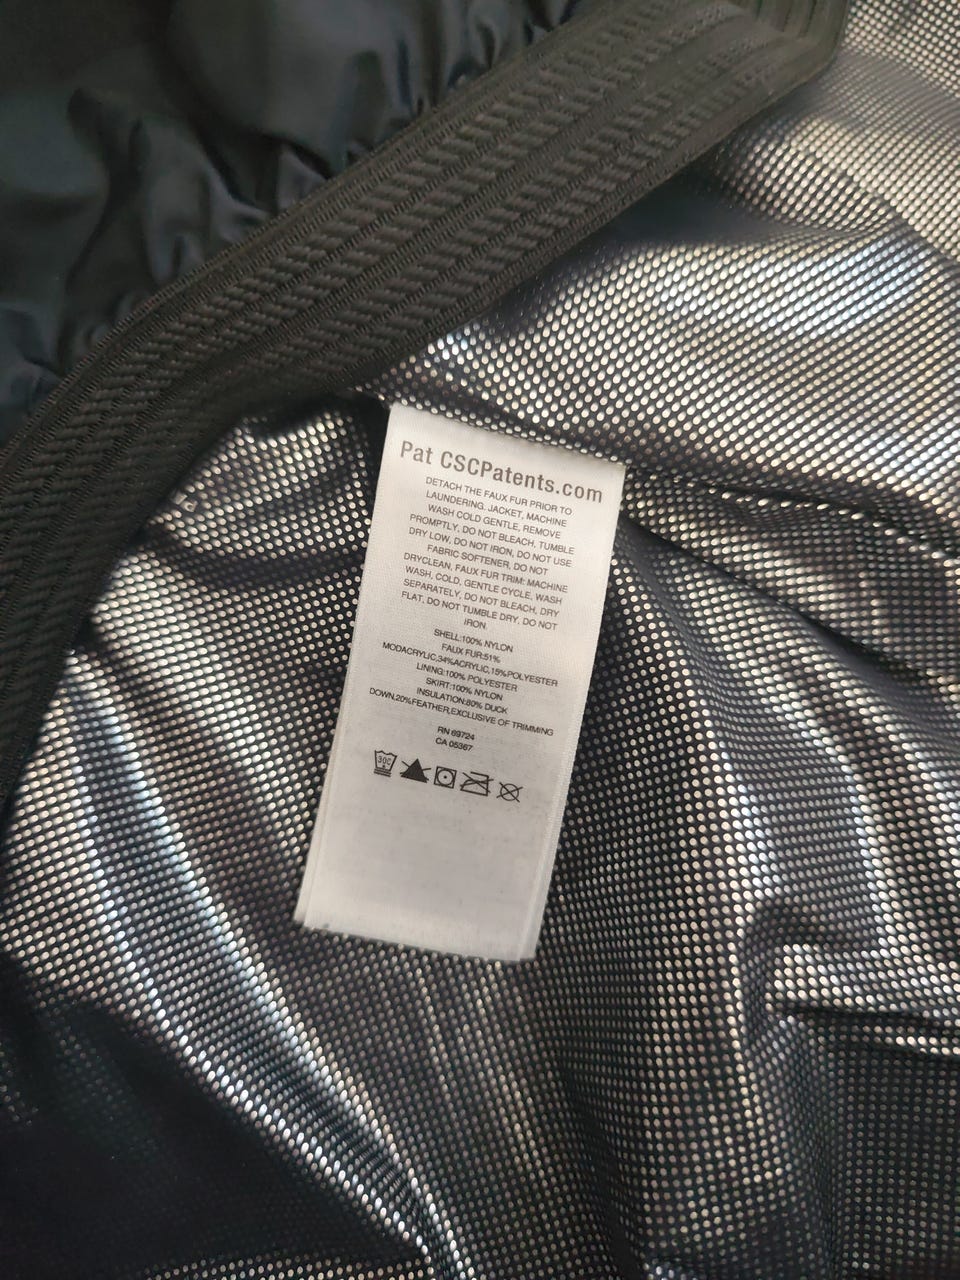 Pat CSCPatents.com
DETACH THE FAUX FUR PRIOR TO
LAUNDERING. JACKET, MACHINE
WASH COLD GENTLE, REMOVE
PROMPTLY, DO NOT BLEACH, TUMBLE
DRY LOW, DO NOT IRON, DO NOT USE
FABRIC SOFTENER, DO NOT
DRYCLEAN, FAUX FUR TRIM: MACHINE
WASH, COLD, GENTLE CYCLE, WASH
SEPARATELY, DO NOT BLEACH, DRY
FLAT. DO NOT TUMBLE DRY. DO NOT
IRON.
SHELL:100% NYLON
FAUX FUR:51%
MODACRYLIC,34%ACRYLIC,15%POLYESTER
LINING:100% POLYESTER
SKIRT:100% NYLON
INSULATION:80% DUCK
DOWN,20%FEATHER,EXCLUSIVE OF TRIMMING
RN 69724
CA 05367
30C